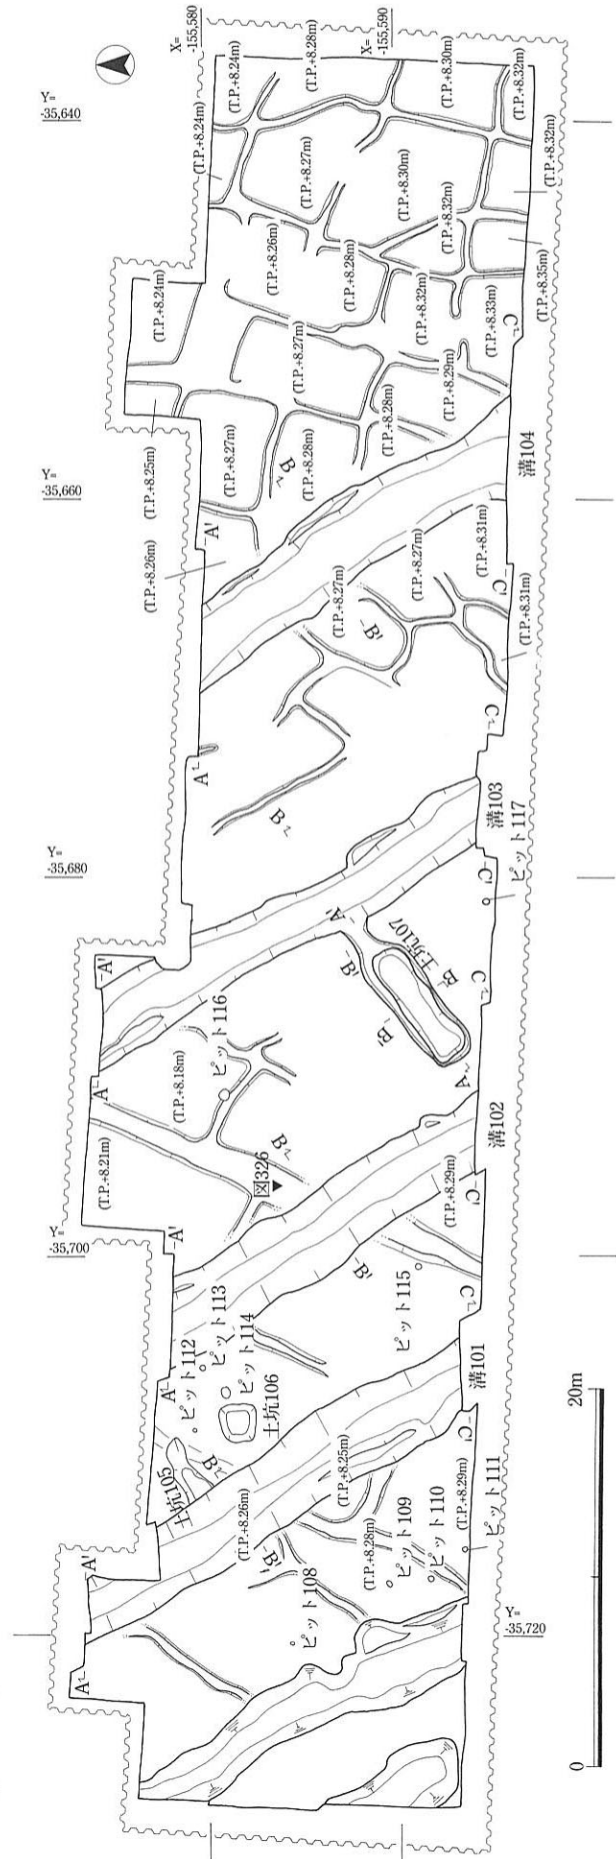 X=
-155,580
X=
-155,590
Y=
-35,640
(T.P.+8.24m)
(T.P.+8.28m)
(T.P.+8.30m)
(T.P.+8.32m)
(T.P.+8.24m)
(T.P.+8.27m)
(T.P.+8.30m)
(T.P.+8.32m)
(T.P.+8.32m)
(T.P.+8.26m)
(T.P.+8.28m)
(T.P.+8.32m)
(T.P.+8.35m)
(T.P.+8.24m)
(T.P.+8.27m)
(T.P.+8.33m)
C
(T.P.+8.29m)
(T.P.+8.28m)
(T.P.+8.25m)
(T.P.+8.27m)
(T.P.+8.28m)
B
溝104
Y=
-35,660
A'
(T.P.+8.26m)
(T.P.+8.27m)
(T.P.+8.27m)
(T.P.+8.31m)
B'
C'
(T.P.+8.31m)
C
A
B
溝103
Y=
-35,680
ピット117
C'
A'
A'
B'
土坑107
B
B'
C
A
ピット116
A
(T.P.+8.18m)
B
溝102
(T.P.+8.21m)
図326
(T.P.+8.29m)
C'
Y=
-35,700
A'
B'
ピット115
C
ピット113
ピット112
ピット114
A
土坑106
溝101
土坑105
B
(T.P.+8.25m)
C'
(T.P.+8.26m)
(T.P.+8.29m)
ピット111
ピット110
ピット109
(T.P.+8.28m)
A'
B'
ピット108
Y=
-35,720
A
0
20m